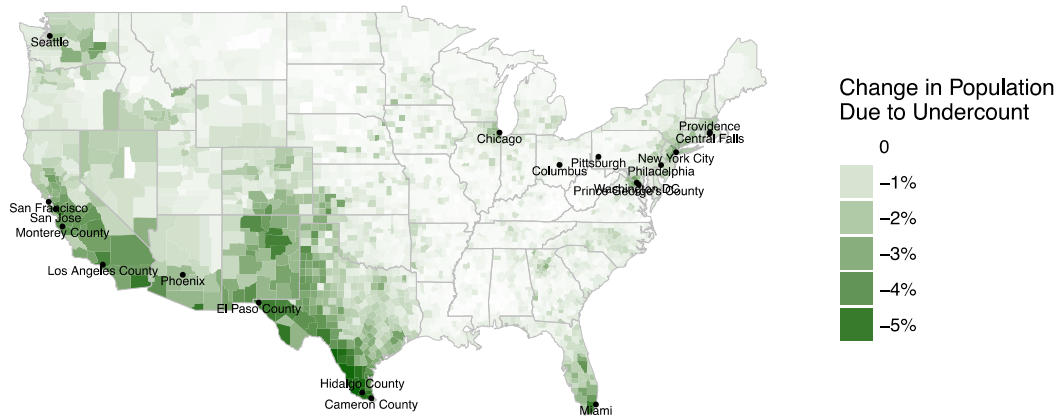 Seattle
Chicago
Columbus
Pittsburgh
Providence
Central Falls
New York City
Philadelphia
Washington DC
Prince George's County
San Francisco
San Jose
Monterey County
Los Angeles County
Phoenix
El Paso County
Hidalgo County
Cameron County
Miami
Change in Population
Due to Undercount
0
−1%
−2%
−3%
−4%
−5%